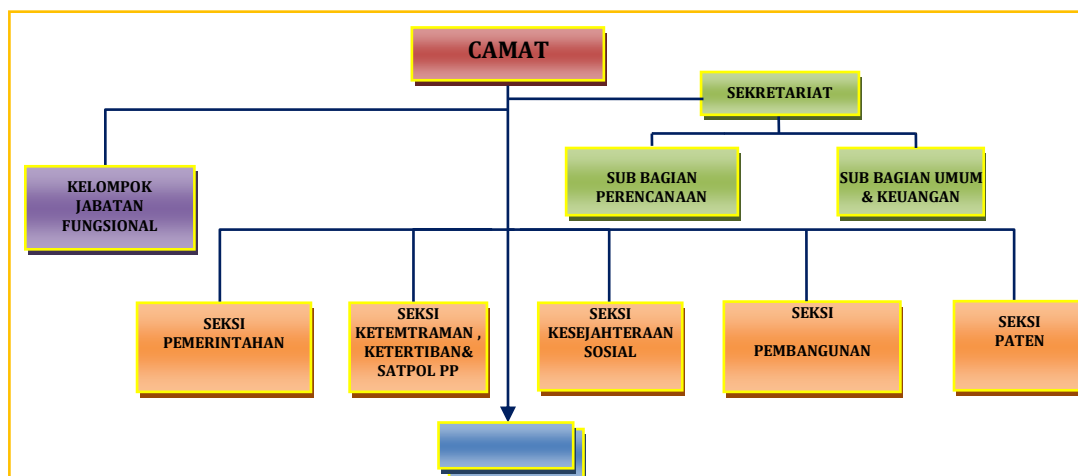 CAMAT
SEKRETARIAT
KELOMPOK
JABATAN
FUNGSIONAL
SUB BAGIAN
PERENCANAAN
SUB BAGIAN UMUM
& KEUANGAN
SEKSI
PEMERINTAHAN
SEKSI
KETEMTRAMAN ,
KETERTIBAN&
SATPOL PP
SEKSI
KESEJAHTERAAN
SOSIAL
SEKSI
PEMBANGUNAN
SEKSI
PATEN